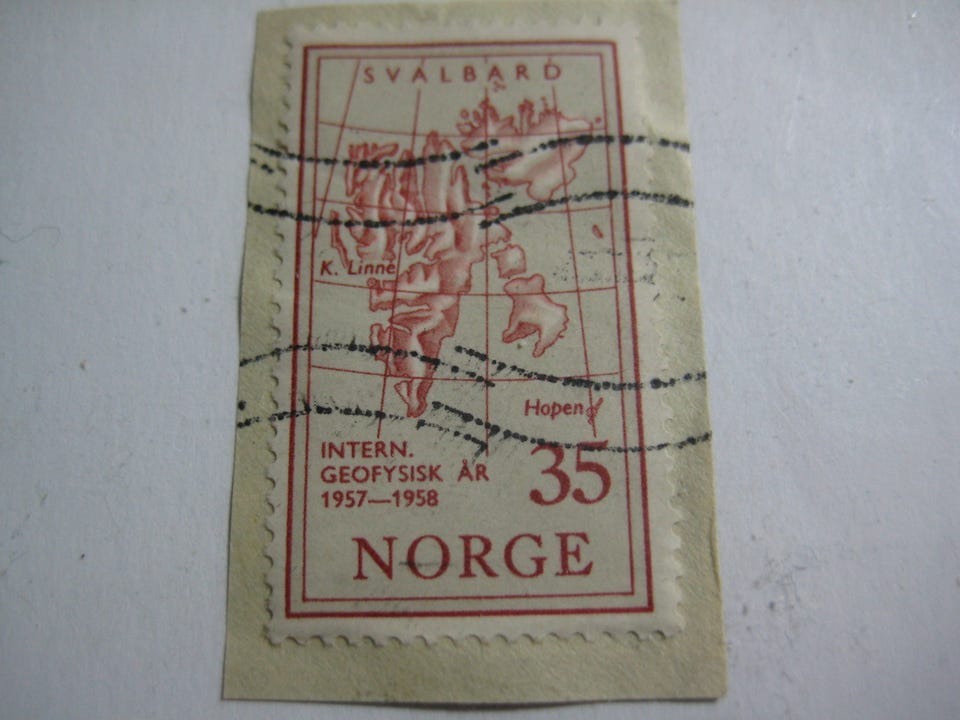 SVALBARD
K. Linné
Hopen
INTERN.
GEOFYSISK ÅR
1957—1958
35
NORGE